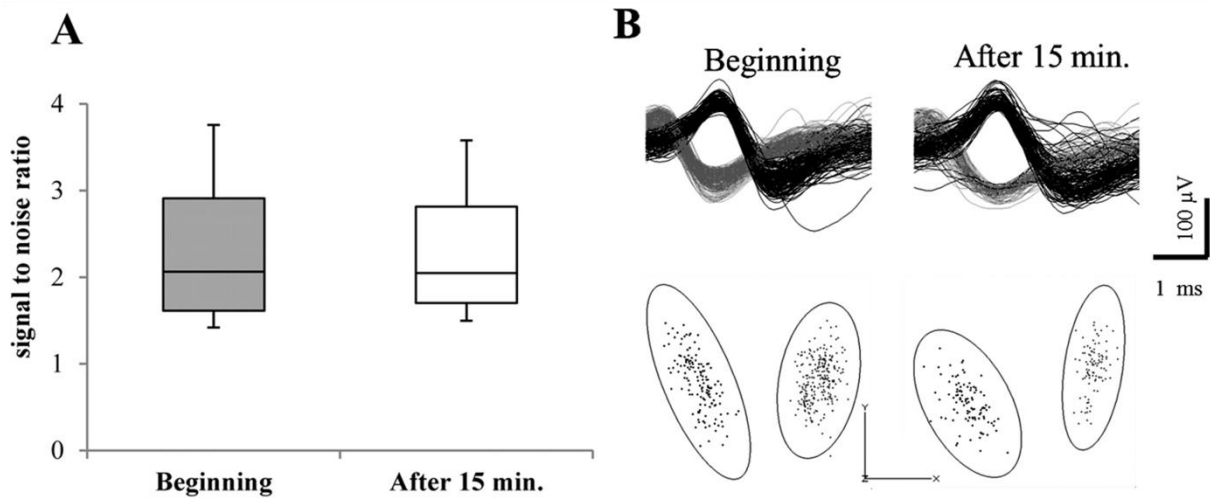 A
signal to noise ratio
4
3
2
1
0
Beginning
After 15 min.
B
Beginning
After 15 min.
100 µV
1 ms
Y
Z
X